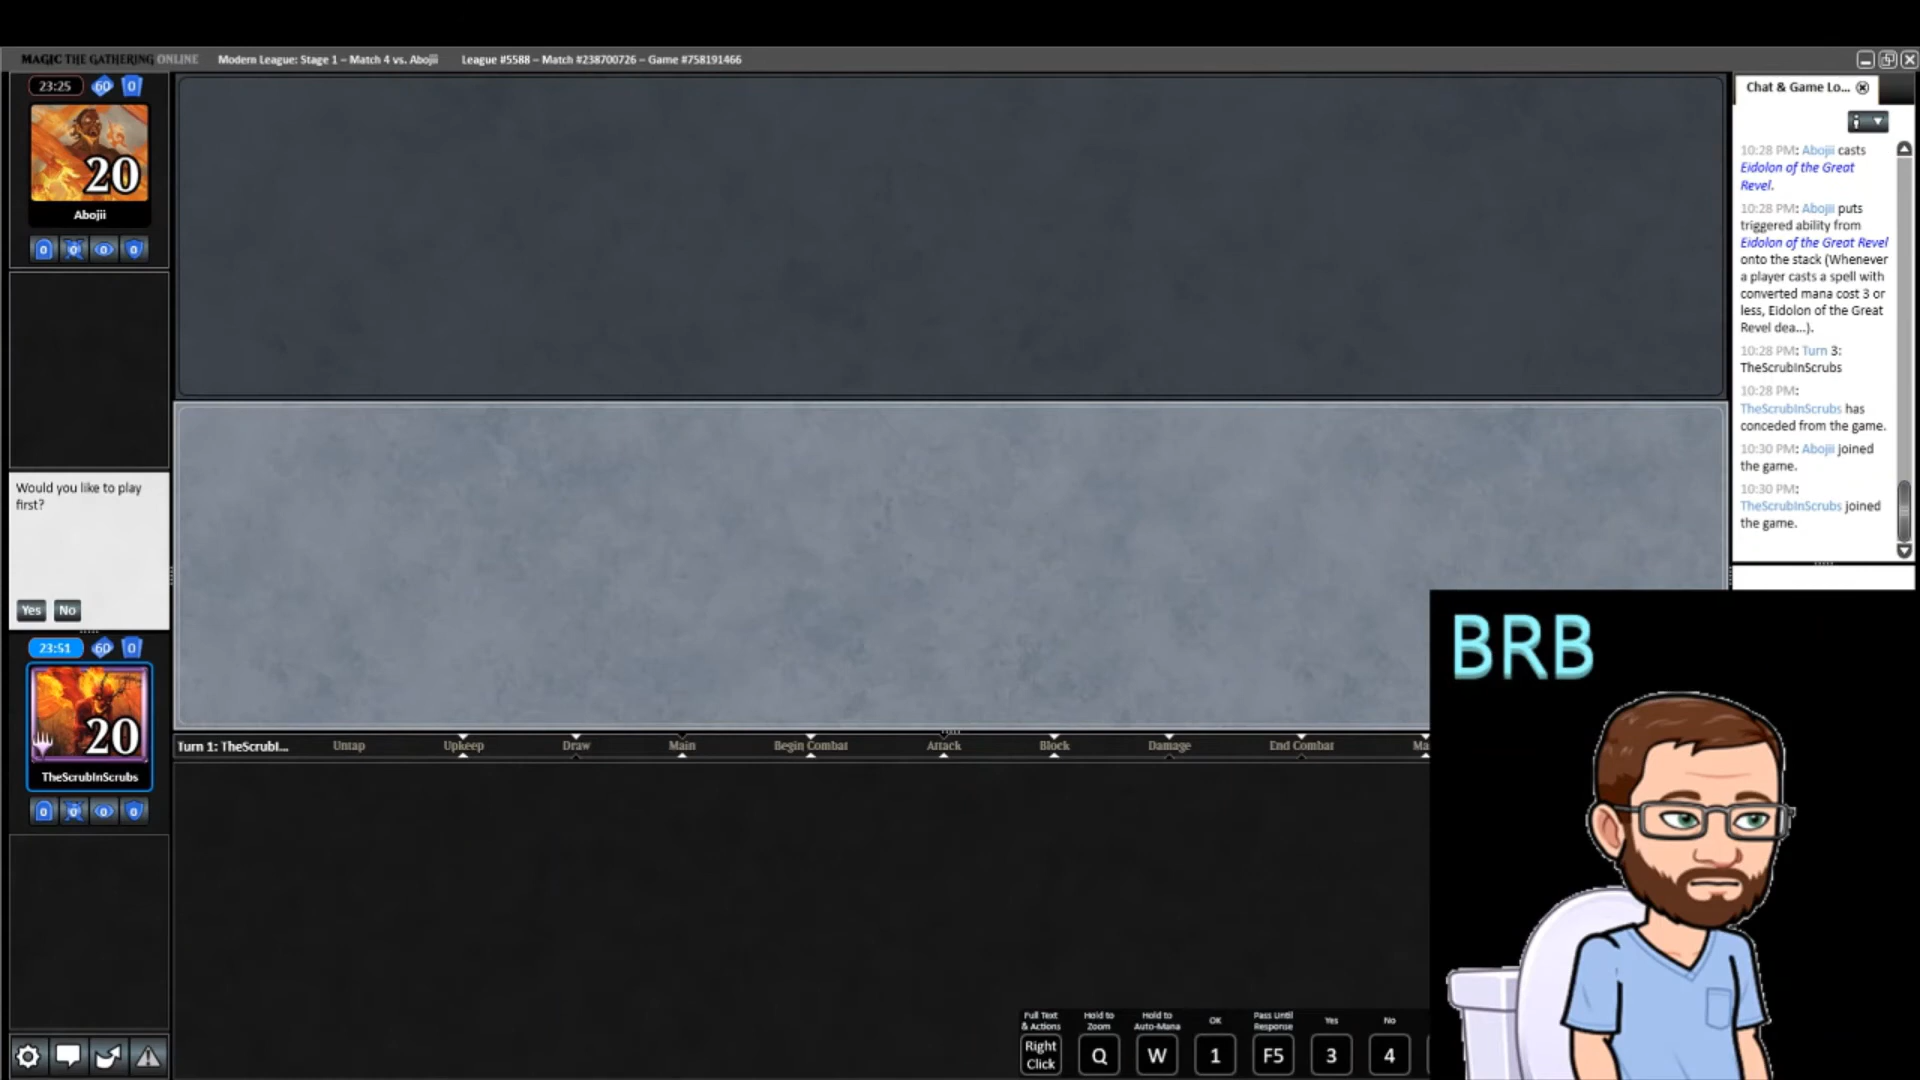 MAGIC THE GATHERING ONLINE Modern League: Stage 1 – Match 4 vs. Abojii League #5588 – Match #238700726 – Game #758191466
23:25 60 0
20
Abojii
0 0 0 0
Would you like to play
first?
Yes No
23:51 60 0
20
TheScrubInScrubs
0 0 0 0
Turn 1: TheScrubI... Untap Upkeep Draw Main Begin Combat Attack Block Damage End Combat Ma
Chat & Game Lo...
10:28 PM: Abojii casts
Eidolon of the Great
Revel.
10:28 PM: Abojii puts
triggered ability from
Eidolon of the Great Revel
onto the stack (Whenever
a player casts a spell with
converted mana cost 3 or
less, Eidolon of the Great
Revel dea...).
10:28 PM: Turn 3:
TheScrubInScrubs
10:28 PM:
TheScrubInScrubs has
conceded from the game.
10:30 PM: Abojii joined
the game.
10:30 PM:
TheScrubInScrubs joined
the game.
BRB
Full Text
& Actions
Right
Click
Hold to
Zoom
Q
Hold to
Auto-Mana
W
OK
1
Pass Until
Response
F5
Yes
3
No
4